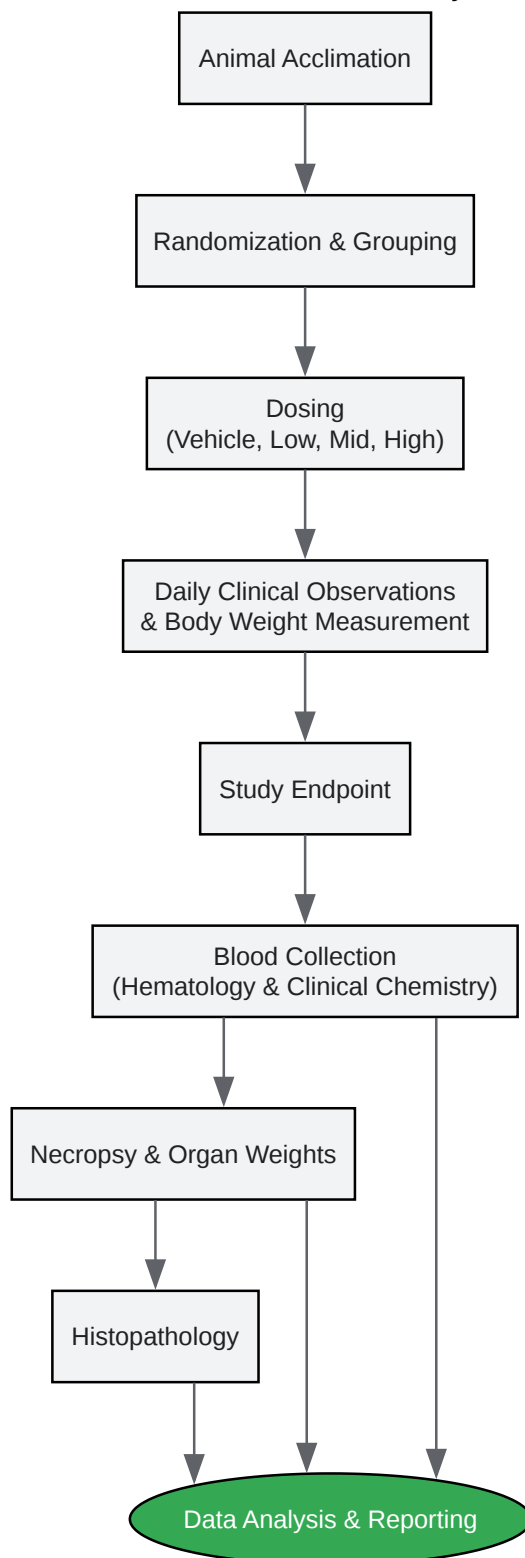 Animal Acclimation
Randomization & Grouping
Dosing
(Vehicle, Low, Mid, High)
Daily Clinical Observations
& Body Weight Measurement
Study Endpoint
Blood Collection
(Hematology & Clinical Chemistry)
Necropsy & Organ Weights
Histopathology
Data Analysis & Reporting